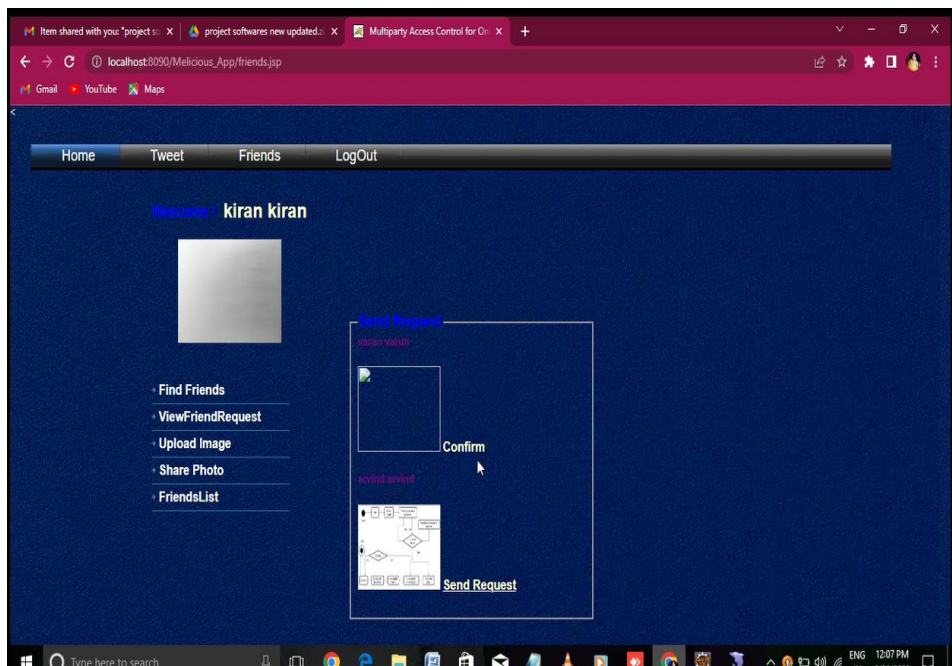 Item shared with you: "project so
project softwares new updated.z
Multiparty Access Control for On
localhost:8090/Melicious_App/friends.jsp
Gmail YouTube Maps
<
Home Tweet Friends LogOut
Welcome ! kiran kiran
Send Request
varun varun
Find Friends
ViewFriendRequest
Upload Image
Confirm
Share Photo
arvind arvind
FriendsList
Send Request
Type here to search
ENG 12:07 PM